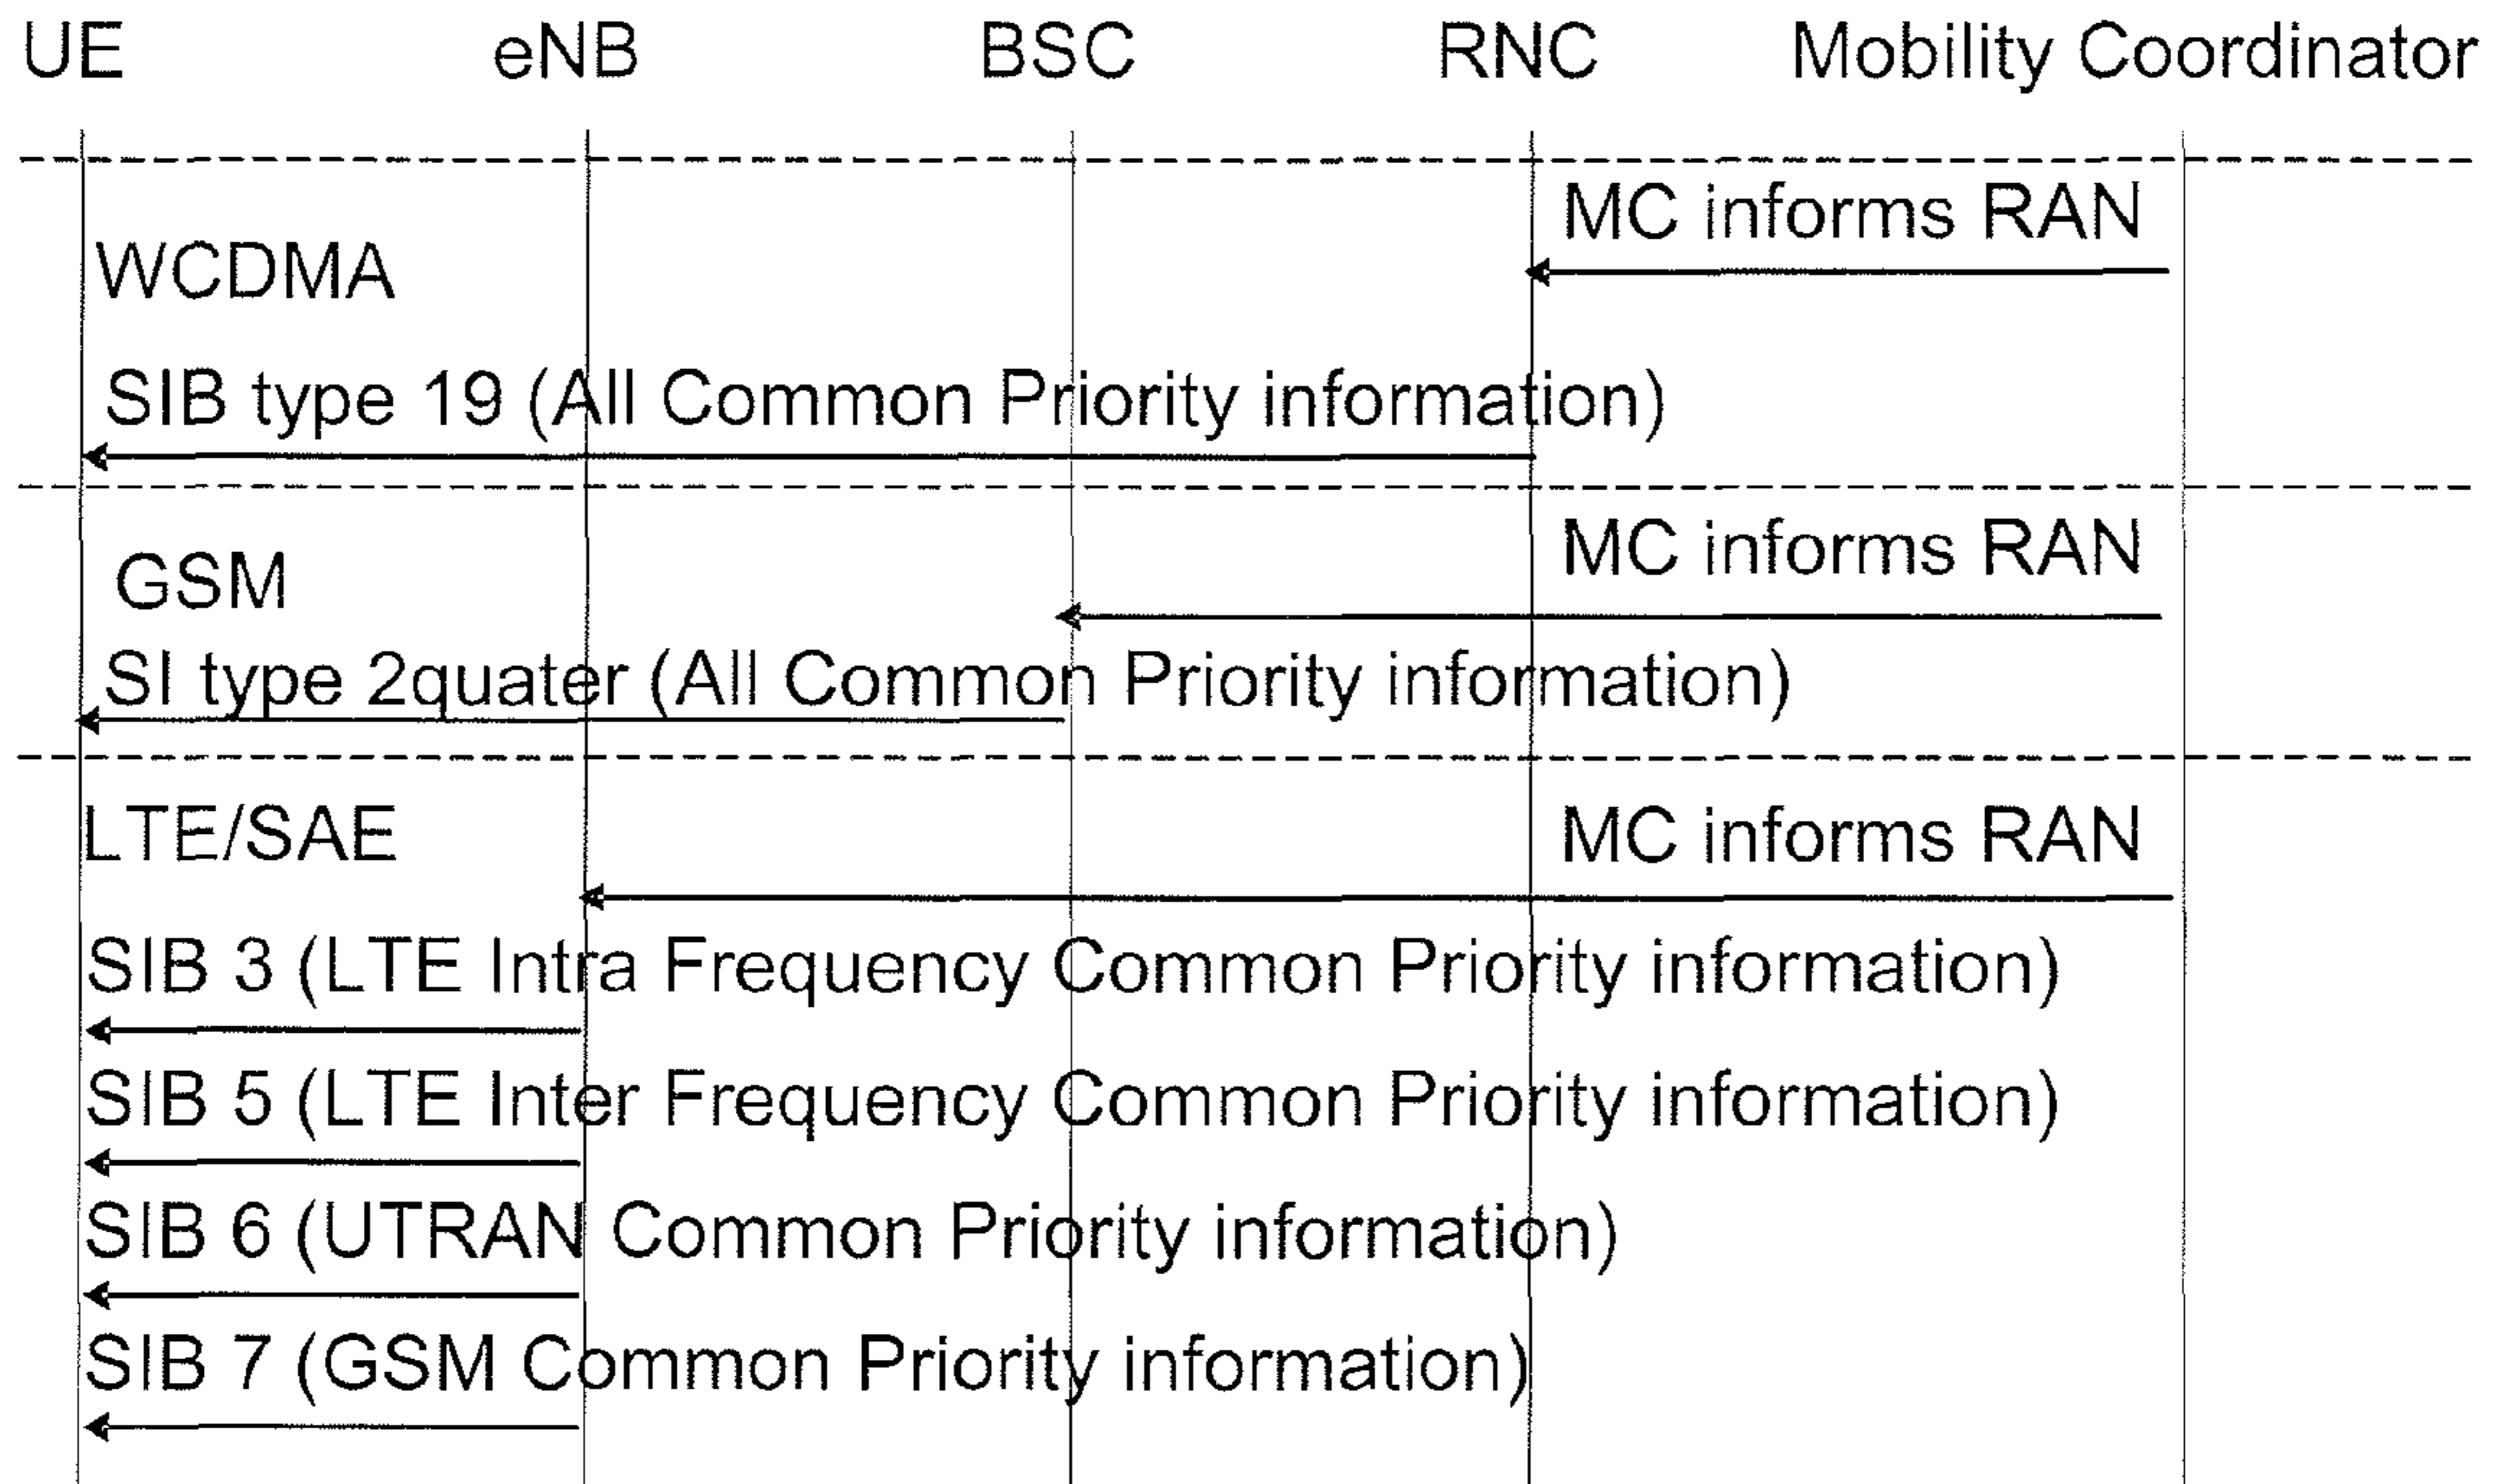 UE eNB BSC RNC Mobility Coordinator
MC informs RAN
WCDMA
SIB type 19 (All Common Priority information)
MC informs RAN
GSM
SI type 2quater (All Common Priority information)
LTE/SAE MC informs RAN
SIB 3 (LTE Intra Frequency Common Priority information)
SIB 5 (LTE Inter Frequency Common Priority information)
SIB 6 (UTRAN Common Priority information)
SIB 7 (GSM Common Priority information)